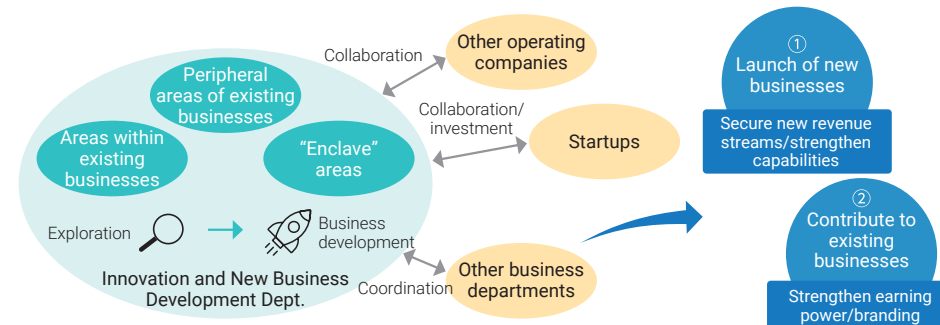 Peripheral
areas of existing
businesses
Areas within
existing
businesses
“Enclave”
areas
Exploration
Business
development
Innovation and New Business
Development Dept.
Collaboration
Other operating
companies
Collaboration/
investment
Startups
Coordination
Other business
departments
①
Launch of new
businesses
Secure new revenue
streams/strengthen
capabilities
②
Contribute to
existing
businesses
Strengthen earning
power/branding